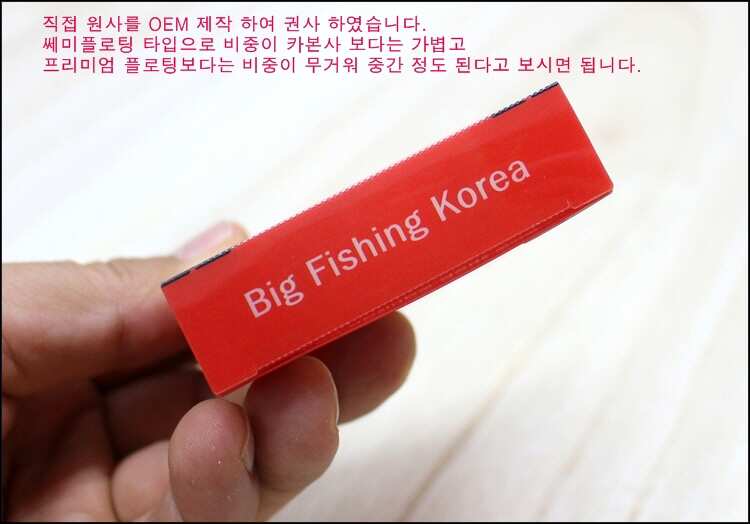 직접 원사를 OEM 제작 하여 권사 하였습니다.
쎄미플로팅 타입으로 비중이 카본사 보다는 가볍고
프리미엄 플로팅보다는 비중이 무거워 중간 정도 된다고 보시면 됩니다.
Big Fishing Korea